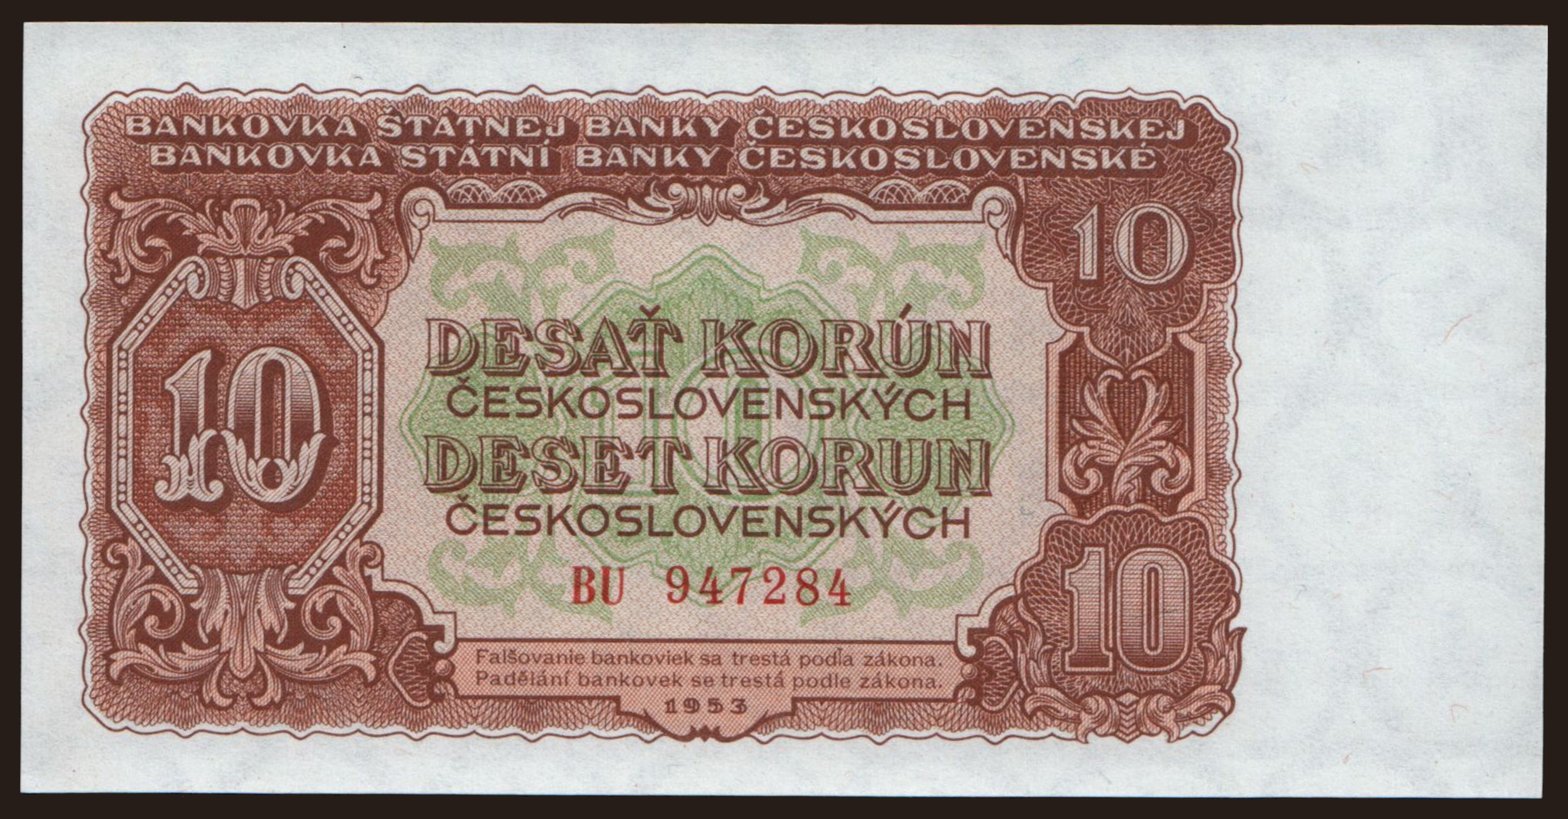 BANKOVKA ŠTÁTNEJ BANKY ČESKOSLOVENSKEJ
BANKOVKA STÁTNÍ BANKY ČESKOSLOVENSKÉ
10
10
DESAŤ KORÚN
ČESKOSLOVENSKÝCH
DESET KORUN
ČESKOSLOVENSKÝCH
10
BU 947284
10
Falšovanie bankoviek sa trestá podľa zákona.
Padělání bankovek se trestá podle zákona.
1953